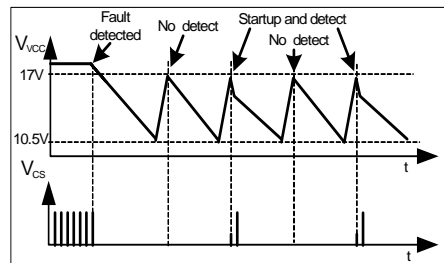 Fault
detected
No detect
Startup and detect
No detect
VVCC
17V
10.5V
t
VCS
t